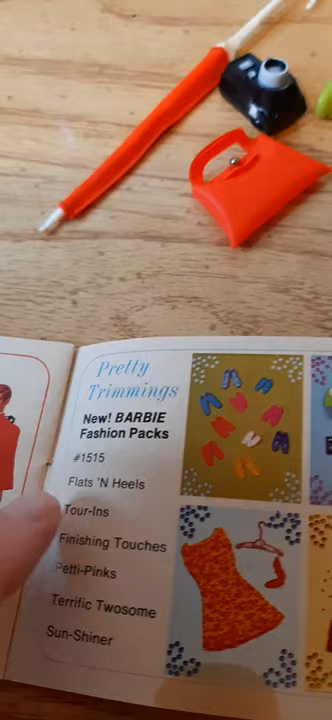 Pretty
Trimmings
New! BARBIE
Fashion Packs
#1515
Flats 'N Heels
Tour-Ins
Finishing Touches
Petti-Pinks
Terrific Twosome
Sun-Shiner